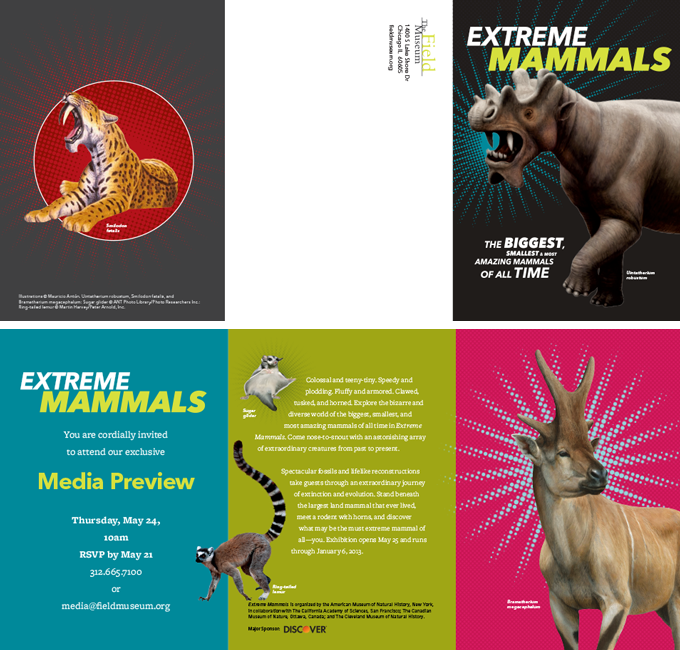 Smilodon
fatalis
Illustrations © Mauricio Antón: Uintatherium robustum, Smilodon fatalis, and
Bramatherium megacephalum; Sugar glider © ANT Photo Library/Photo Researchers Inc.;
Ring-tailed lemur © Martin Harvey/Peter Arnold, Inc.
The Field
Museum
1400 S Lake Shore Dr
Chicago IL 60605
fieldmuseum.org
EXTREME
MAMMALS
THE BIGGEST,
SMALLEST & MOST
AMAZING MAMMALS
OF ALL TIME
Uintatherium
robustum
EXTREME
MAMMALS
You are cordially invited
to attend our exclusive
Media Preview
Thursday, May 24,
10am
RSVP by May 21
312.665.7100
or
media@fieldmuseum.org
Sugar
glider
Colossal and teeny-tiny. Speedy and
plodding. Fluffy and armored. Clawed,
tusked, and horned. Explore the bizarre and
diverse world of the biggest, smallest, and
most amazing mammals of all time in Extreme
Mammals. Come nose-to-snout with an astonishing array
of extraordinary creatures from past to present.
Spectacular fossils and lifelike reconstructions
take guests through an extraordinary journey
of extinction and evolution. Stand beneath
the largest land mammal that ever lived,
meet a rodent with horns, and discover
what may be the most extreme mammal of
all—you. Exhibition opens May 25 and runs
through January 6, 2013.
Ring-tailed
lemur
Extreme Mammals is organized by the American Museum of Natural History, New York,
in collaboration with The California Academy of Sciences, San Francisco; The Canadian
Museum of Nature, Ottawa, Canada; and The Cleveland Museum of Natural History.
Major Sponsor: DISCOVER
Bramatherium
megacephalum